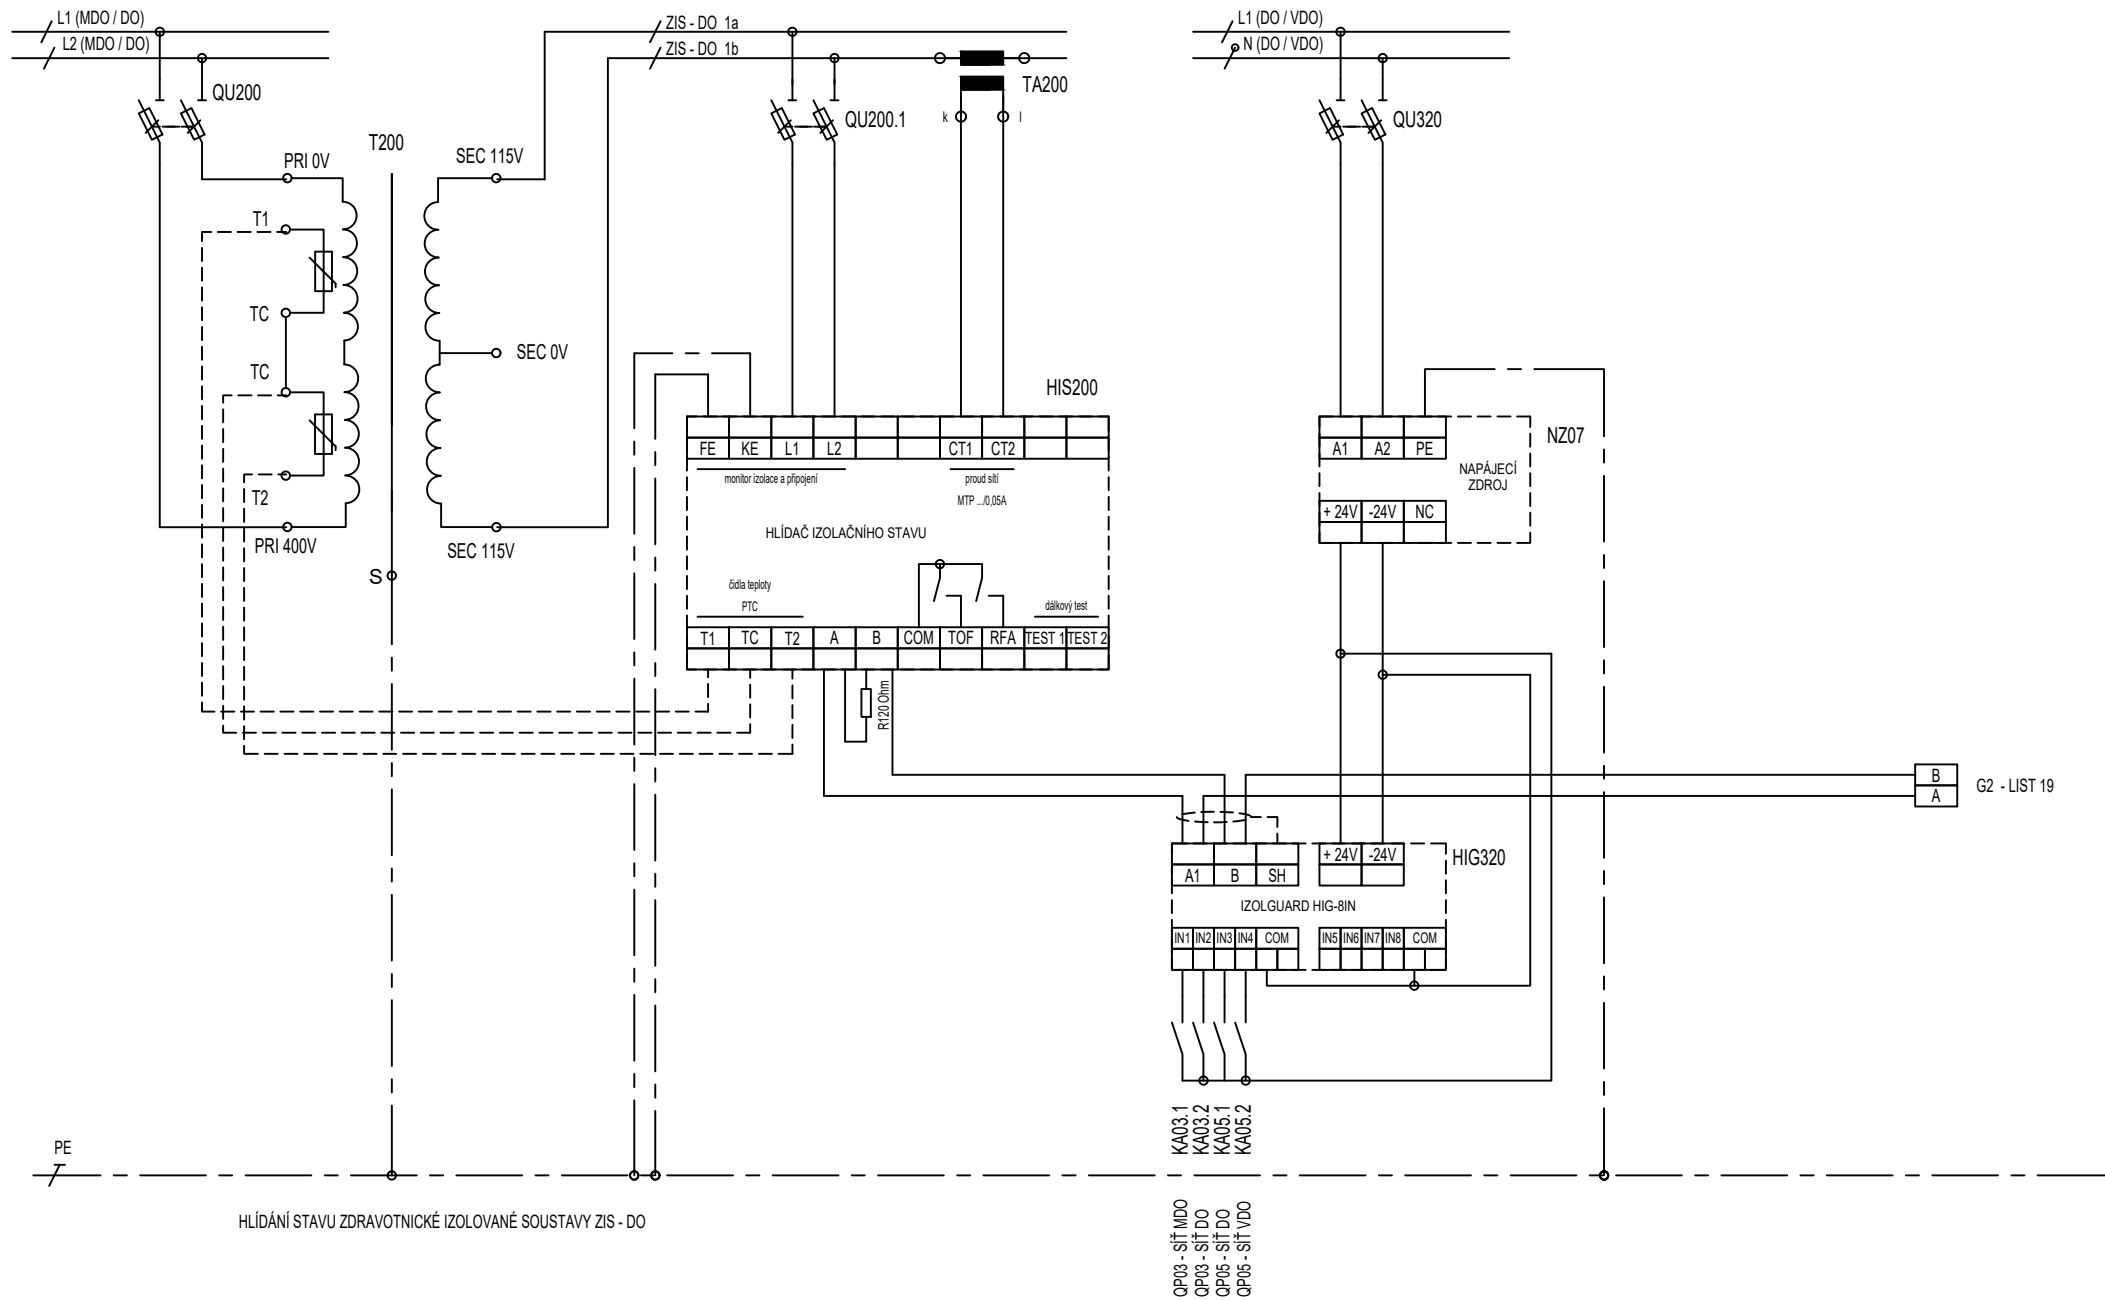 L1 (MDO / DO)
L2 (MDO / DO)
ZIS - DO 1a
ZIS - DO 1b
L1 (DO / VDO)
N (DO / VDO)
QU200
TA200
QU200.1
k
l
QU320
T200
PRI 0V
SEC 115V
T1
TC
SEC 0V
TC
T2
PRI 400V
SEC 115V
S
HIS200
FE KE L1 L2 CT1 CT2
monitor izolace a připojení
proud sítí
MTP .../0,05A
HLÍDAČ IZOLAČNÍHO STAVU
čidla teploty
PTC
dálkový test
T1 TC T2 A B COM TOF RFA TEST 1 TEST 2
R120 Ohm
NZ07
A1 A2 PE
NAPÁJECÍ
ZDROJ
+ 24V -24V NC
B
A
G2 - LIST 19
HIG320
A1 B SH
+ 24V -24V
IZOLGUARD HIG-8IN
IN1 IN2 IN3 IN4 COM
IN5 IN6 IN7 IN8 COM
KA03.1
KA03.2
KA05.1
KA05.2
PE
HLÍDÁNÍ STAVU ZDRAVOTNICKÉ IZOLOVANÉ SOUSTAVY ZIS - DO
QP03 - SÍŤ MDO
QP03 - SÍŤ DO
QP05 - SÍŤ DO
QP05 - SÍŤ VDO